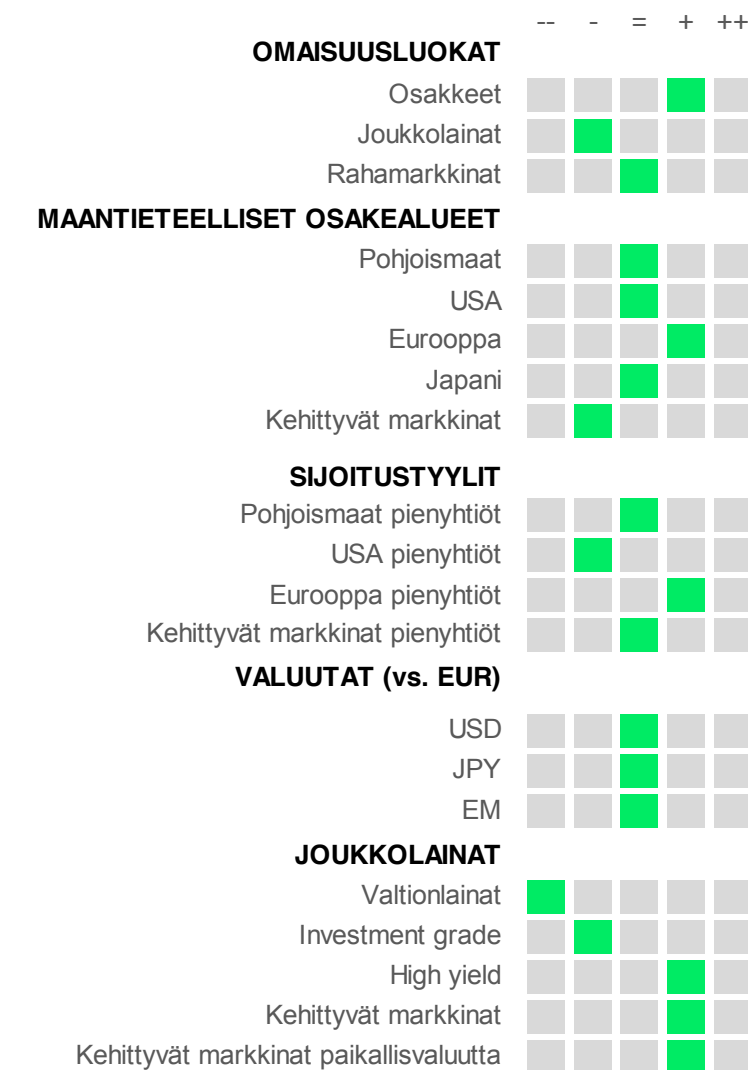 -- - = + ++
OMAISUUSLUOKAT
Osakkeet
Joukkolainat
Rahamarkkinat
MAANTIETEELLISET OSAKEALUEET
Pohjoismaat
USA
Eurooppa
Japani
Kehittyvät markkinat
SIJOITUSTYYLIT
Pohjoismaat pienyhtiöt
USA pienyhtiöt
Eurooppa pienyhtiöt
Kehittyvät markkinat pienyhtiöt
VALUUTAT (vs. EUR)
USD
JPY
EM
JOUKKOLAINAT
Valtionlainat
Investment grade
High yield
Kehittyvät markkinat
Kehittyvät markkinat paikallisvaluutta